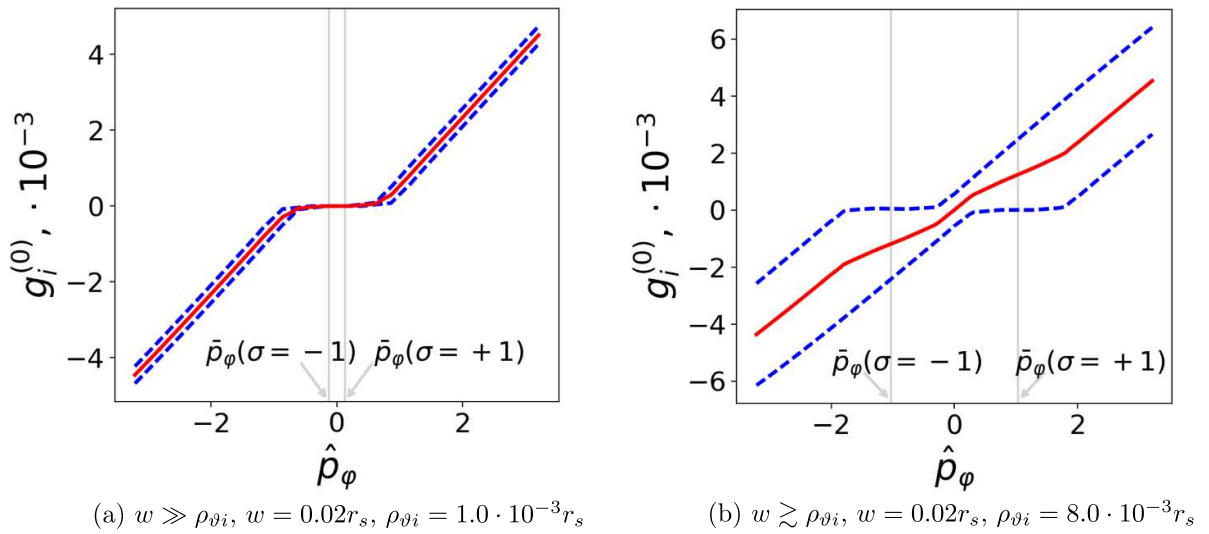 g_i^{(0)}, · 10^{-3}
4
2
0
−2
−4
p̄_φ(σ = −1) p̄_φ(σ = +1)
−2 0 2
p̂_φ
(a) w ≫ ρ_{ϑi}, w = 0.02r_s, ρ_{ϑi} = 1.0 · 10^{-3}r_s
g_i^{(0)}, · 10^{-3}
6
4
2
0
−2
−4
−6
p̄_φ(σ = −1) p̄_φ(σ = +1)
−2 0 2
p̂_φ
(b) w ≳ ρ_{ϑi}, w = 0.02r_s, ρ_{ϑi} = 8.0 · 10^{-3}r_s